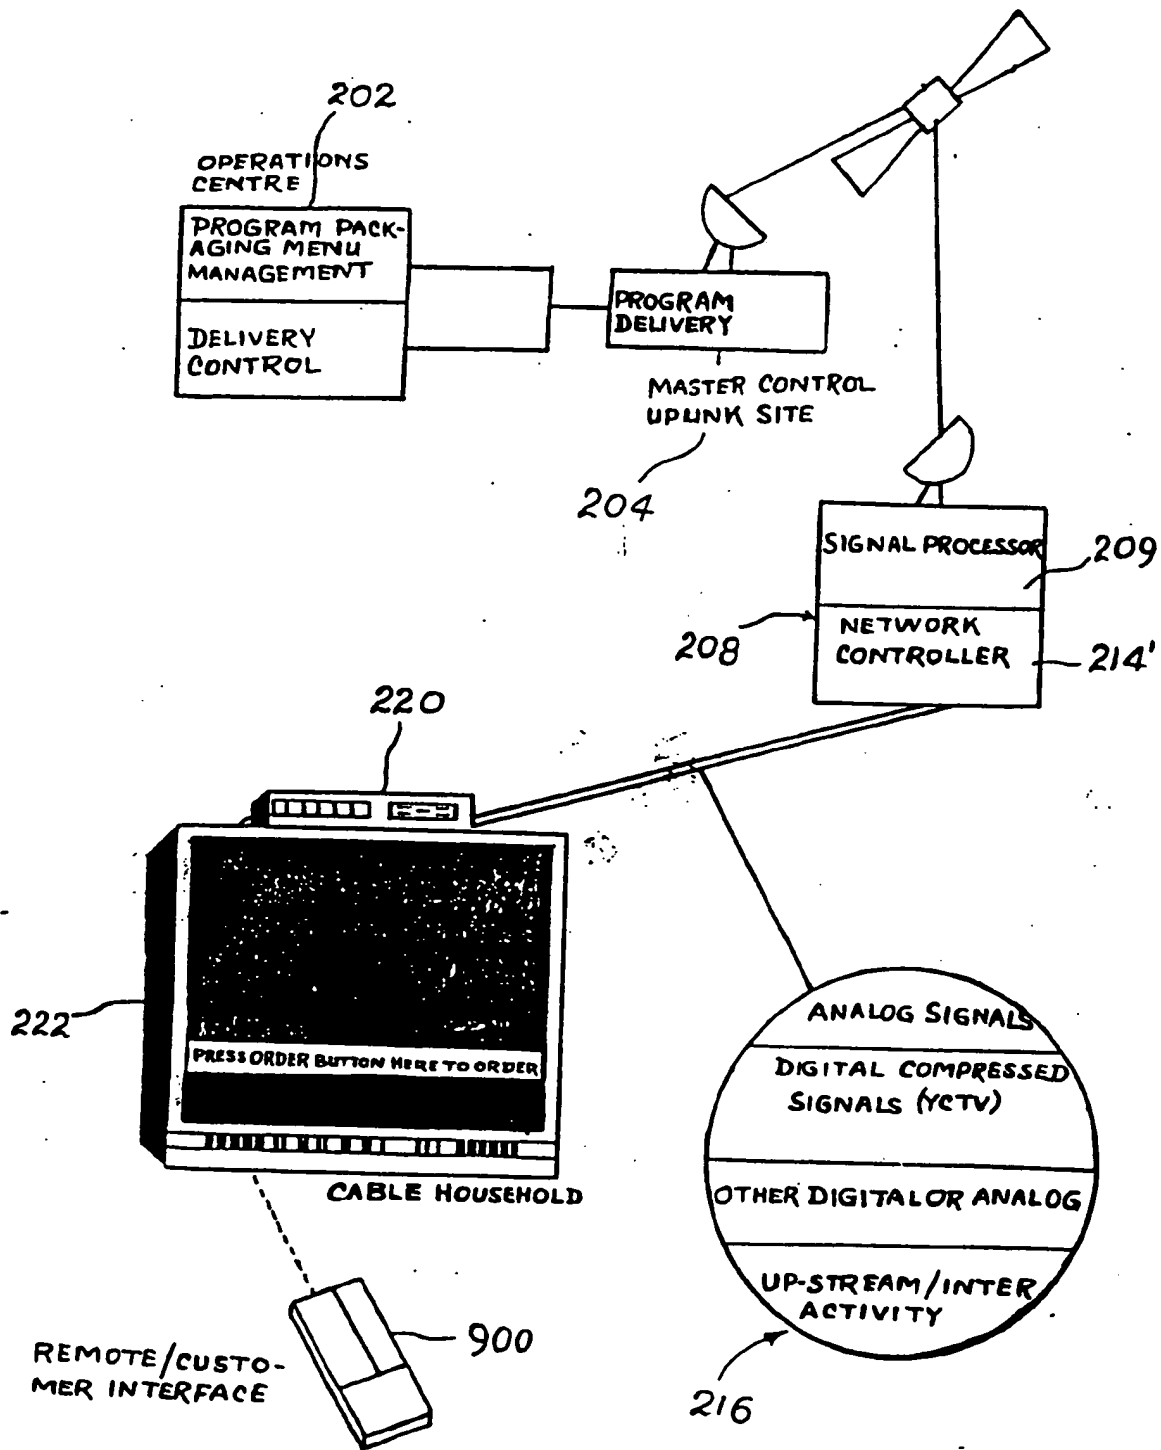 202
OPERATIONS
CENTRE
PROGRAM PACK-
AGING MENU
MANAGEMENT
DELIVERY
CONTROL
PROGRAM
DELIVERY
MASTER CONTROL
UPLINK SITE
204
SIGNAL PROCESSOR
209
208
NETWORK
CONTROLLER
214'
220
222
PRESS ORDER BUTTON HERE TO ORDER
CABLE HOUSEHOLD
ANALOG SIGNALS
DIGITAL COMPRESSED
SIGNALS (YCTV)
OTHER DIGITAL OR ANALOG
UP-STREAM/INTER
ACTIVITY
216
900
REMOTE/CUSTO-
MER INTERFACE